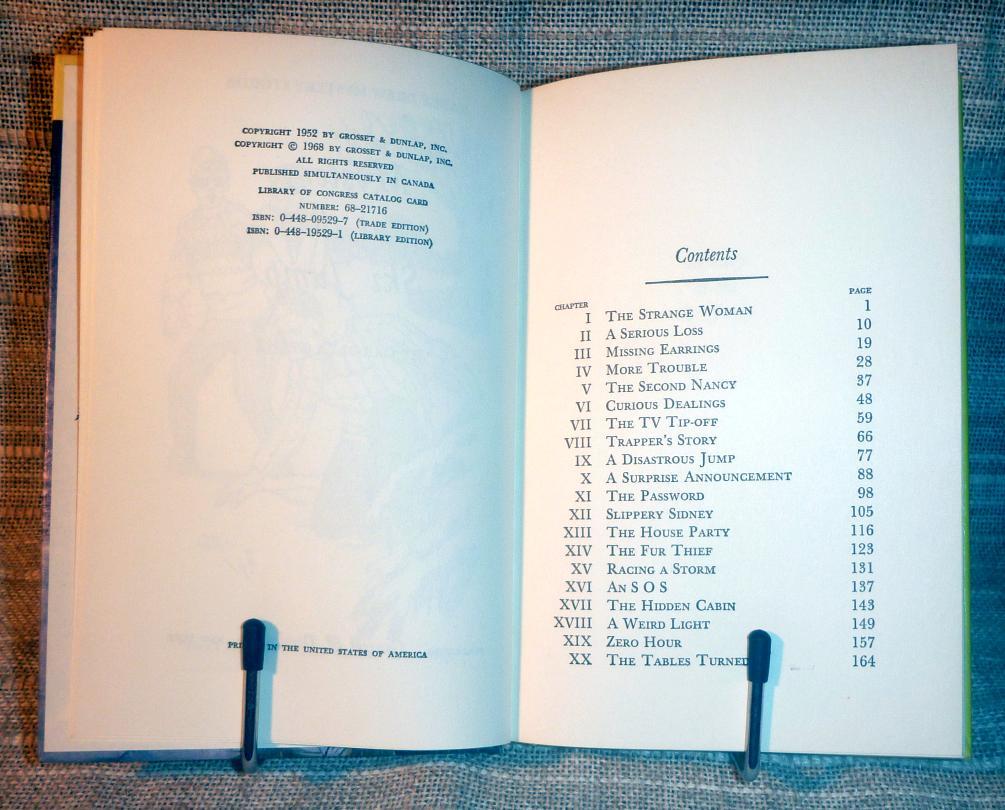 COPYRIGHT 1952 BY GROSSET & DUNLAP, INC.
COPYRIGHT © 1968 BY GROSSET & DUNLAP, INC.
ALL RIGHTS RESERVED
PUBLISHED SIMULTANEOUSLY IN CANADA
LIBRARY OF CONGRESS CATALOG CARD
NUMBER: 68-21716
ISBN: 0-448-09529-7 (TRADE EDITION)
ISBN: 0-448-19529-1 (LIBRARY EDITION)
IN THE UNITED STATES OF AMERICA
Contents
CHAPTER PAGE
I THE STRANGE WOMAN 1
II A SERIOUS LOSS 10
III MISSING EARRINGS 19
IV MORE TROUBLE 28
V THE SECOND NANCY 37
VI CURIOUS DEALINGS 48
VII THE TV TIP-OFF 59
VIII TRAPPER'S STORY 66
IX A DISASTROUS JUMP 77
X A SURPRISE ANNOUNCEMENT 88
XI THE PASSWORD 98
XII SLIPPERY SIDNEY 105
XIII THE HOUSE PARTY 116
XIV THE FUR THIEF 123
XV RACING A STORM 131
XVI AN S O S 137
XVII THE HIDDEN CABIN 143
XVIII A WEIRD LIGHT 149
XIX ZERO HOUR 157
XX THE TABLES TURNED 164